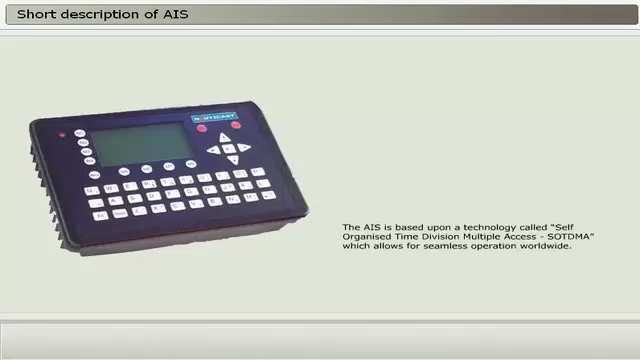 Short description of AIS
NAUTICAST
The AIS is based upon a technology called “Self
Organised Time Division Multiple Access - SOTDMA”
which allows for seamless operation worldwide.